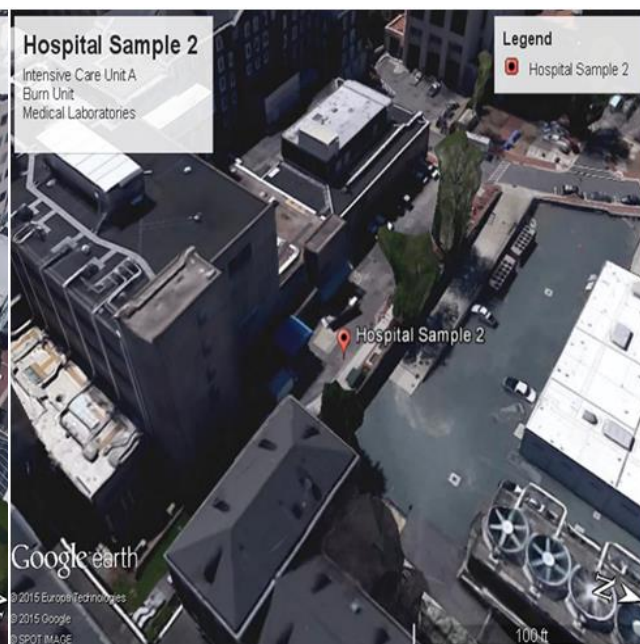 Hospital Sample 2
Intensive Care Unit A
Burn Unit
Medical Laboratories
Legend
Hospital Sample 2
Hospital Sample 2
Google earth
© 2015 Europa Technologies
© 2015 Google
© SPOT IMAGE
100 ft
N